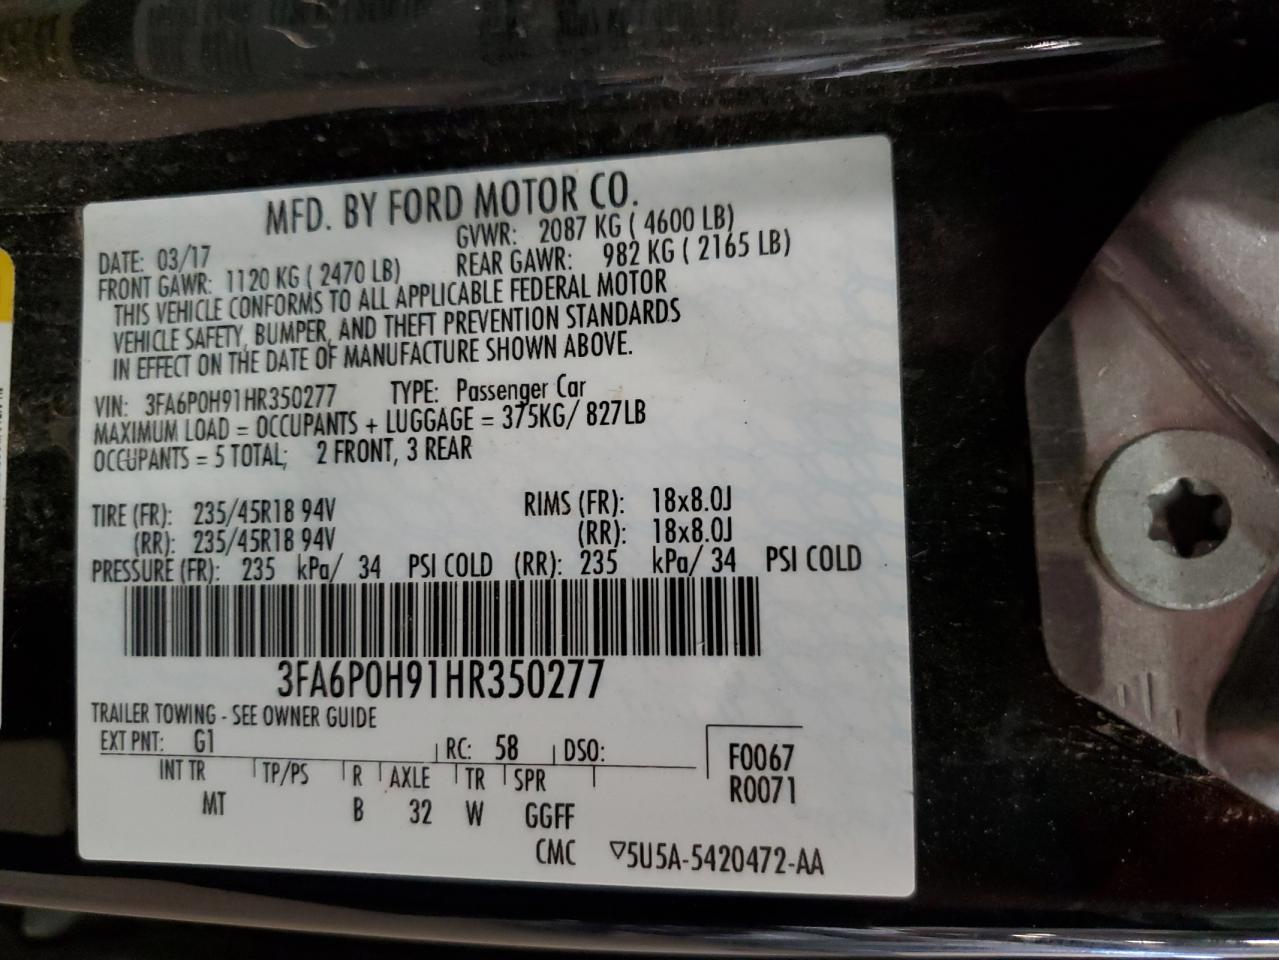 MFD. BY FORD MOTOR CO.
DATE: 03/17 GVWR: 2087 KG ( 4600 LB)
FRONT GAWR: 1120 KG ( 2470 LB) REAR GAWR: 982 KG ( 2165 LB)
THIS VEHICLE CONFORMS TO ALL APPLICABLE FEDERAL MOTOR
VEHICLE SAFETY, BUMPER, AND THEFT PREVENTION STANDARDS
IN EFFECT ON THE DATE OF MANUFACTURE SHOWN ABOVE.
VIN: 3FA6P0H91HR350277 TYPE: Passenger Car
MAXIMUM LOAD = OCCUPANTS + LUGGAGE = 375KG/ 827LB
OCCUPANTS = 5 TOTAL; 2 FRONT, 3 REAR
TIRE (FR): 235/45R18 94V RIMS (FR): 18x8.0J
(RR): 235/45R18 94V (RR): 18x8.0J
PRESSURE (FR): 235 kPa/ 34 PSI COLD (RR): 235 kPa/ 34 PSI COLD
3FA6P0H91HR350277
TRAILER TOWING - SEE OWNER GUIDE
EXT PNT: G1 RC: 58 DSO: F0067
INT TR TP/PS R AXLE TR SPR R0071
MT B 32 W GGFF
CMC ▽5U5A-5420472-AA